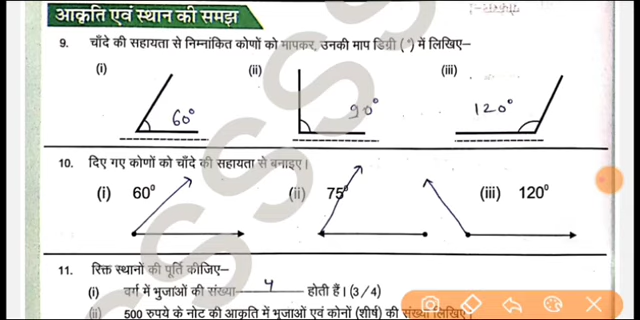 आकृति एवं स्थान की समझ
9. चाँदे की सहायता से निम्नांकित कोणों को मापकर, उनकी माप डिग्री (°) में लिखिए–
(i) (ii) (iii)
60° 90° 120°
10. दिए गए कोणों को चाँदे की सहायता से बनाइए।
(i) 60° (ii) 75° (iii) 120°
11. रिक्त स्थानों की पूर्ति कीजिए–
(i) वर्ग में भुजाओं की संख्या 4 होती हैं। (3/4)
(ii) 500 रुपये के नोट की आकृति में भुजाओं एवं कोनों (शीर्ष) की संख्या लिखिए।